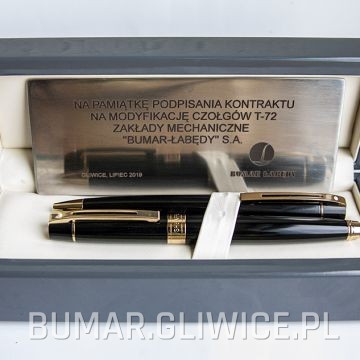 NA PAMIĄTKĘ PODPISANIA KONTRAKTU
NA MODYFIKACJĘ CZOŁGÓW T-72
ZAKŁADY MECHANICZNE
"BUMAR-ŁABĘDY" S.A.
GLIWICE, LIPIEC 2019
BUMAR ŁABĘDY
BUMAR.GLIWICE.PL